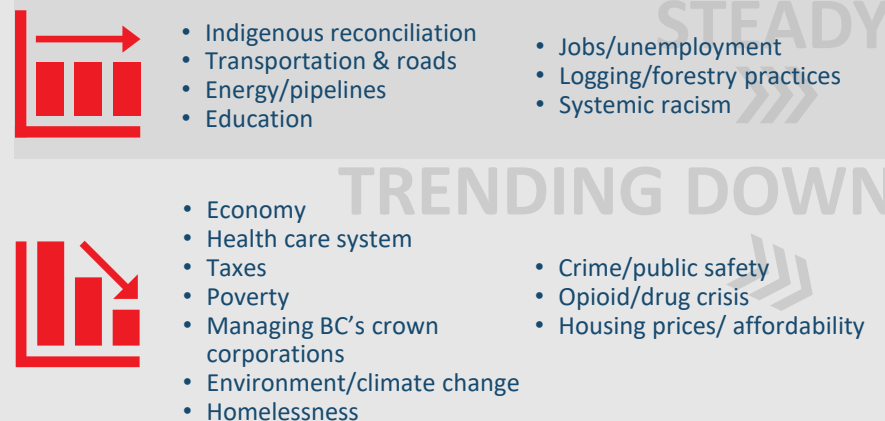 STEADY
• Indigenous reconciliation
• Transportation & roads
• Energy/pipelines
• Education
• Jobs/unemployment
• Logging/forestry practices
• Systemic racism
TRENDING DOWN
• Economy
• Health care system
• Taxes
• Poverty
• Managing BC's crown
corporations
• Environment/climate change
• Homelessness
• Crime/public safety
• Opioid/drug crisis
• Housing prices/ affordability